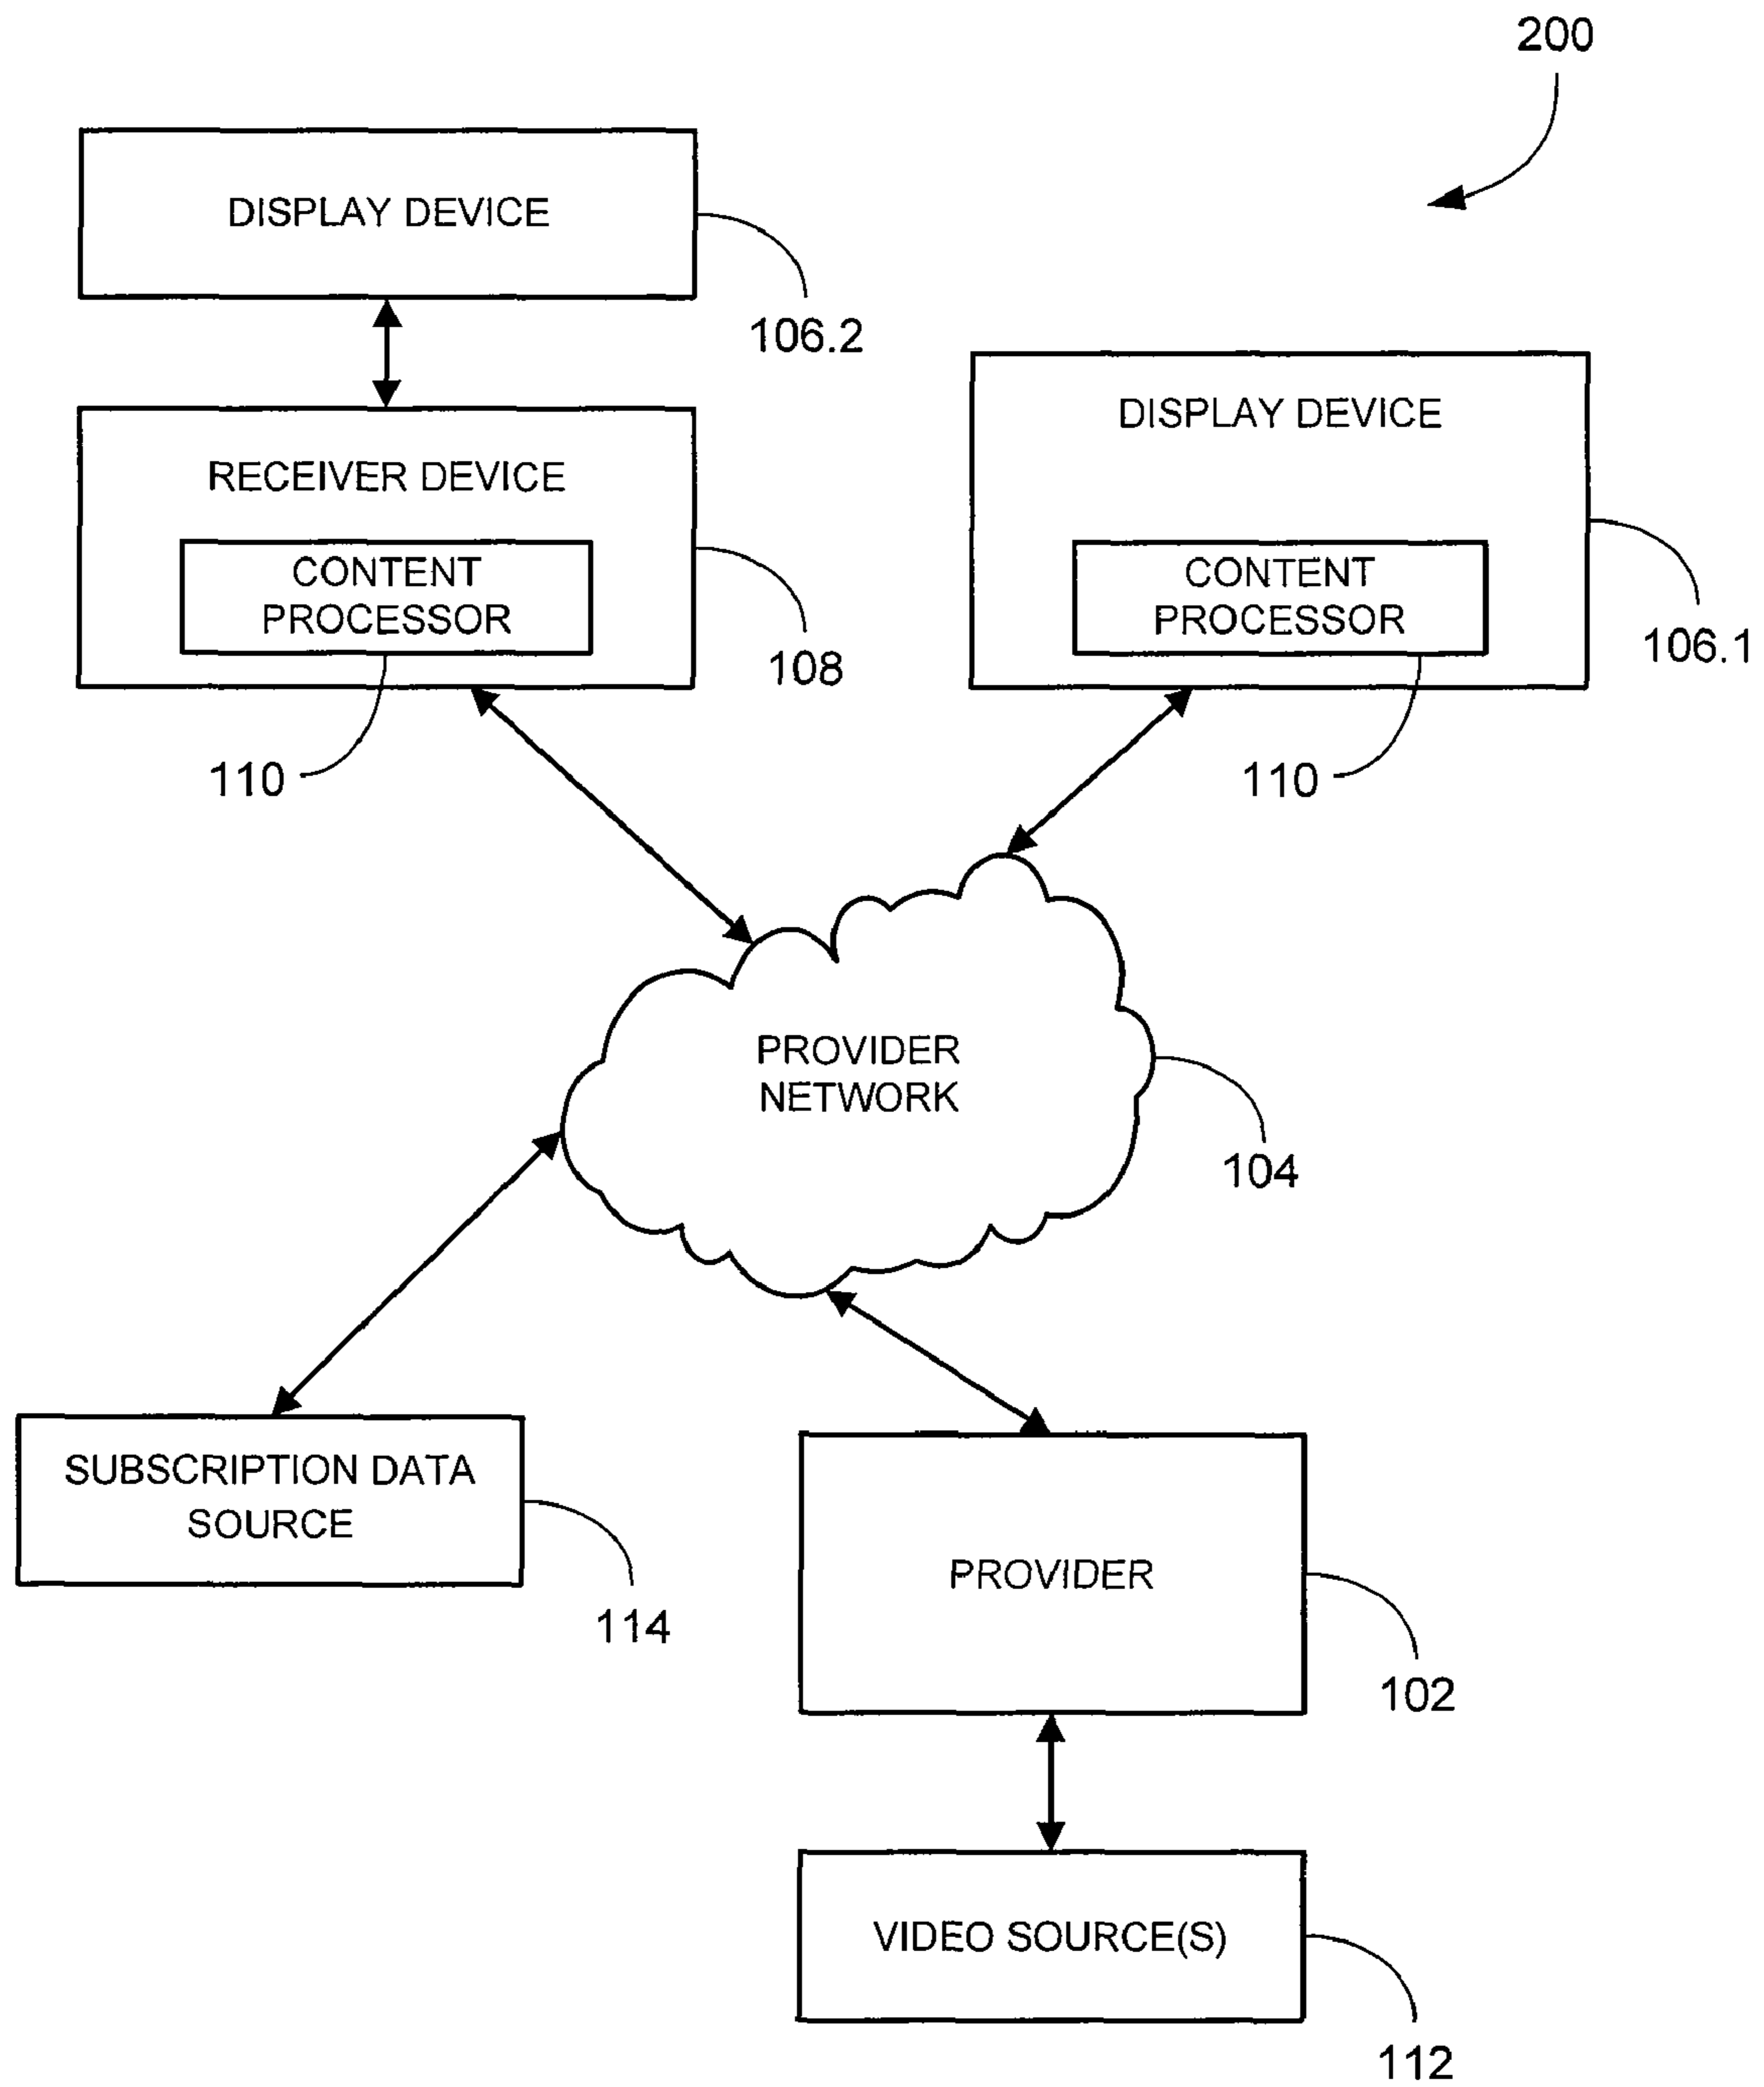 200
DISPLAY DEVICE
106.2
DISPLAY DEVICE
RECEIVER DEVICE
CONTENT
PROCESSOR
CONTENT
PROCESSOR
108
106.1
110
110
PROVIDER
NETWORK
104
SUBSCRIPTION DATA
SOURCE
114
PROVIDER
102
VIDEO SOURCE(S)
112